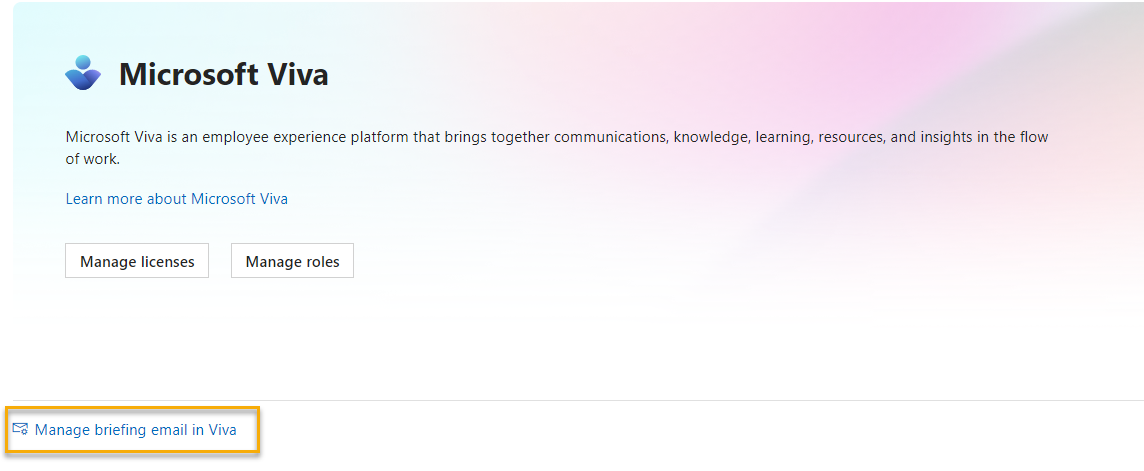 Microsoft Viva
Microsoft Viva is an employee experience platform that brings together communications, knowledge, learning, resources, and insights in the flow
of work.
Learn more about Microsoft Viva
Manage licenses
Manage roles
Manage briefing email in Viva